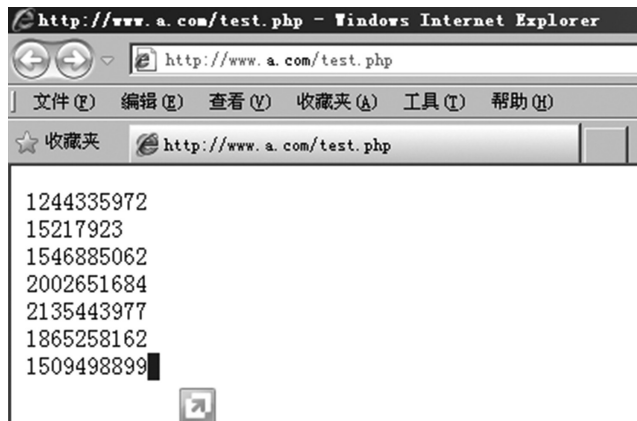 http://www.a.com/test.php - Windows Internet Explorer
http://www.a.com/test.php
文件(F) 编辑(E) 查看(V) 收藏夹(A) 工具(T) 帮助(H)
收藏夹 http://www.a.com/test.php
1244335972
15217923
1546885062
2002651684
2135443977
1865258162
1509498899